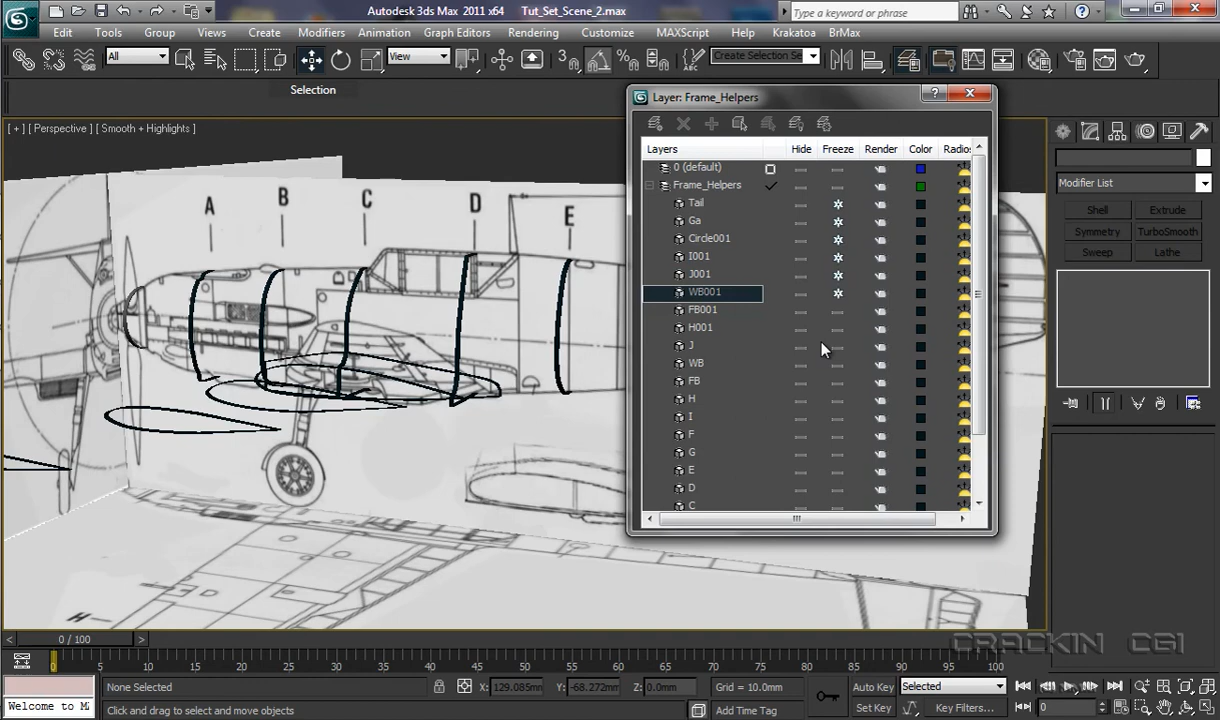 Autodesk 3ds Max 2011 x64 Tut_Set_Scene_2.max
Type a keyword or phrase
Edit Tools Group Views Create Modifiers Animation Graph Editors Rendering Customize MAXScript Help Krakatoa BrMax
All
View
Create Selection Se
Selection
[ + ] [ Perspective ] [ Smooth + Highlights ]
A
B
C
D
E
H
Layer: Frame_Helpers
Layers Hide Freeze Render Color Radios
0 (default)
Frame_Helpers
Tail
Ga
Circle001
I001
J001
WB001
FB001
H001
J
WB
FB
H
I
F
G
E
D
C
Modifier List
Shell Extrude
Symmetry TurboSmooth
Sweep Lathe
CRACKIN CGI
0 / 100
0 5 10 15 20 25 30 35 40 45 50 55 60 65 70 75 80 85 90 95 100
None Selected X: 129.085mm Y: -68.272mm Z: 0.0mm Grid = 10.0mm Auto Key Selected
Welcome to MA Click and drag to select and move objects Add Time Tag Set Key Key Filters... 0